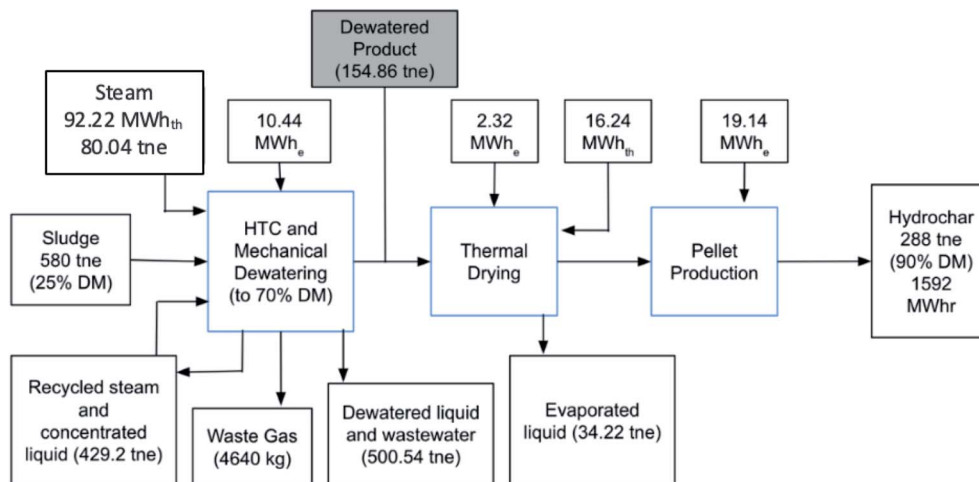 Dewatered
Product
(154.86 tne)
Steam
92.22 MWhth
80.04 tne
10.44
MWhe
2.32
MWhe
16.24
MWhth
19.14
MWhe
Sludge
580 tne
(25% DM)
HTC and
Mechanical
Dewatering
(to 70% DM)
Thermal
Drying
Pellet
Production
Hydrochar
288 tne
(90% DM)
1592
MWhr
Recycled steam
and
concentrated
liquid (429.2 tne)
Waste Gas
(4640 kg)
Dewatered liquid
and wastewater
(500.54 tne)
Evaporated
liquid (34.22 tne)